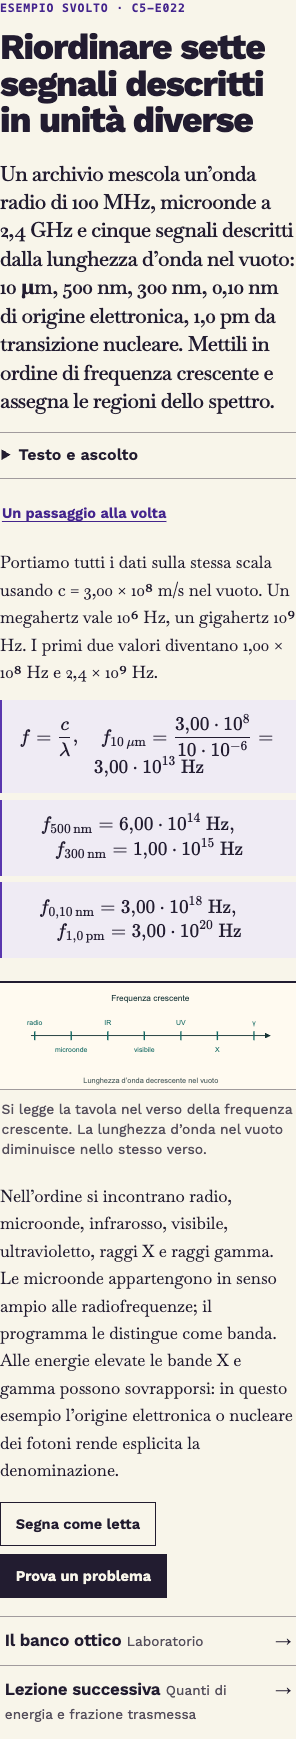 ESEMPIO SVOLTO · C5–E022
Riordinare sette
segnali descritti
in unità diverse
Un archivio mescola un’onda
radio di 100 MHz, microonde a
2,4 GHz e cinque segnali descritti
dalla lunghezza d’onda nel vuoto:
10 μm, 500 nm, 300 nm, 0,10 nm
di origine elettronica, 1,0 pm da
transizione nucleare. Mettili in
ordine di frequenza crescente e
assegna le regioni dello spettro.
▶ Testo e ascolto
Un passaggio alla volta
Portiamo tutti i dati sulla stessa scala
usando c = 3,00 × 10⁸ m/s nel vuoto. Un
megahertz vale 10⁶ Hz, un gigahertz 10⁹
Hz. I primi due valori diventano 1,00 ×
10⁸ Hz e 2,4 × 10⁹ Hz.
f = c/λ, f₁₀ μm = 3,00 · 10⁸ / 10 · 10⁻⁶ =
3,00 · 10¹³ Hz
f₅₀₀ nm = 6,00 · 10¹⁴ Hz,
f₃₀₀ nm = 1,00 · 10¹⁵ Hz
f₀,₁₀ nm = 3,00 · 10¹⁸ Hz,
f₁,₀ pm = 3,00 · 10²⁰ Hz
Frequenza crescente
radio IR UV γ
microonde visibile X
Lunghezza d’onda decrescente nel vuoto
Si legge la tavola nel verso della frequenza
crescente. La lunghezza d’onda nel vuoto
diminuisce nello stesso verso.
Nell’ordine si incontrano radio,
microonde, infrarosso, visibile,
ultravioletto, raggi X e raggi gamma.
Le microonde appartengono in senso
ampio alle radiofrequenze; il
programma le distingue come banda.
Alle energie elevate le bande X e
gamma possono sovrapporsi: in questo
esempio l’origine elettronica o nucleare
dei fotoni rende esplicita la
denominazione.
Segna come letta
Prova un problema
Il banco ottico Laboratorio →
Lezione successiva Quanti di →
energia e frazione trasmessa